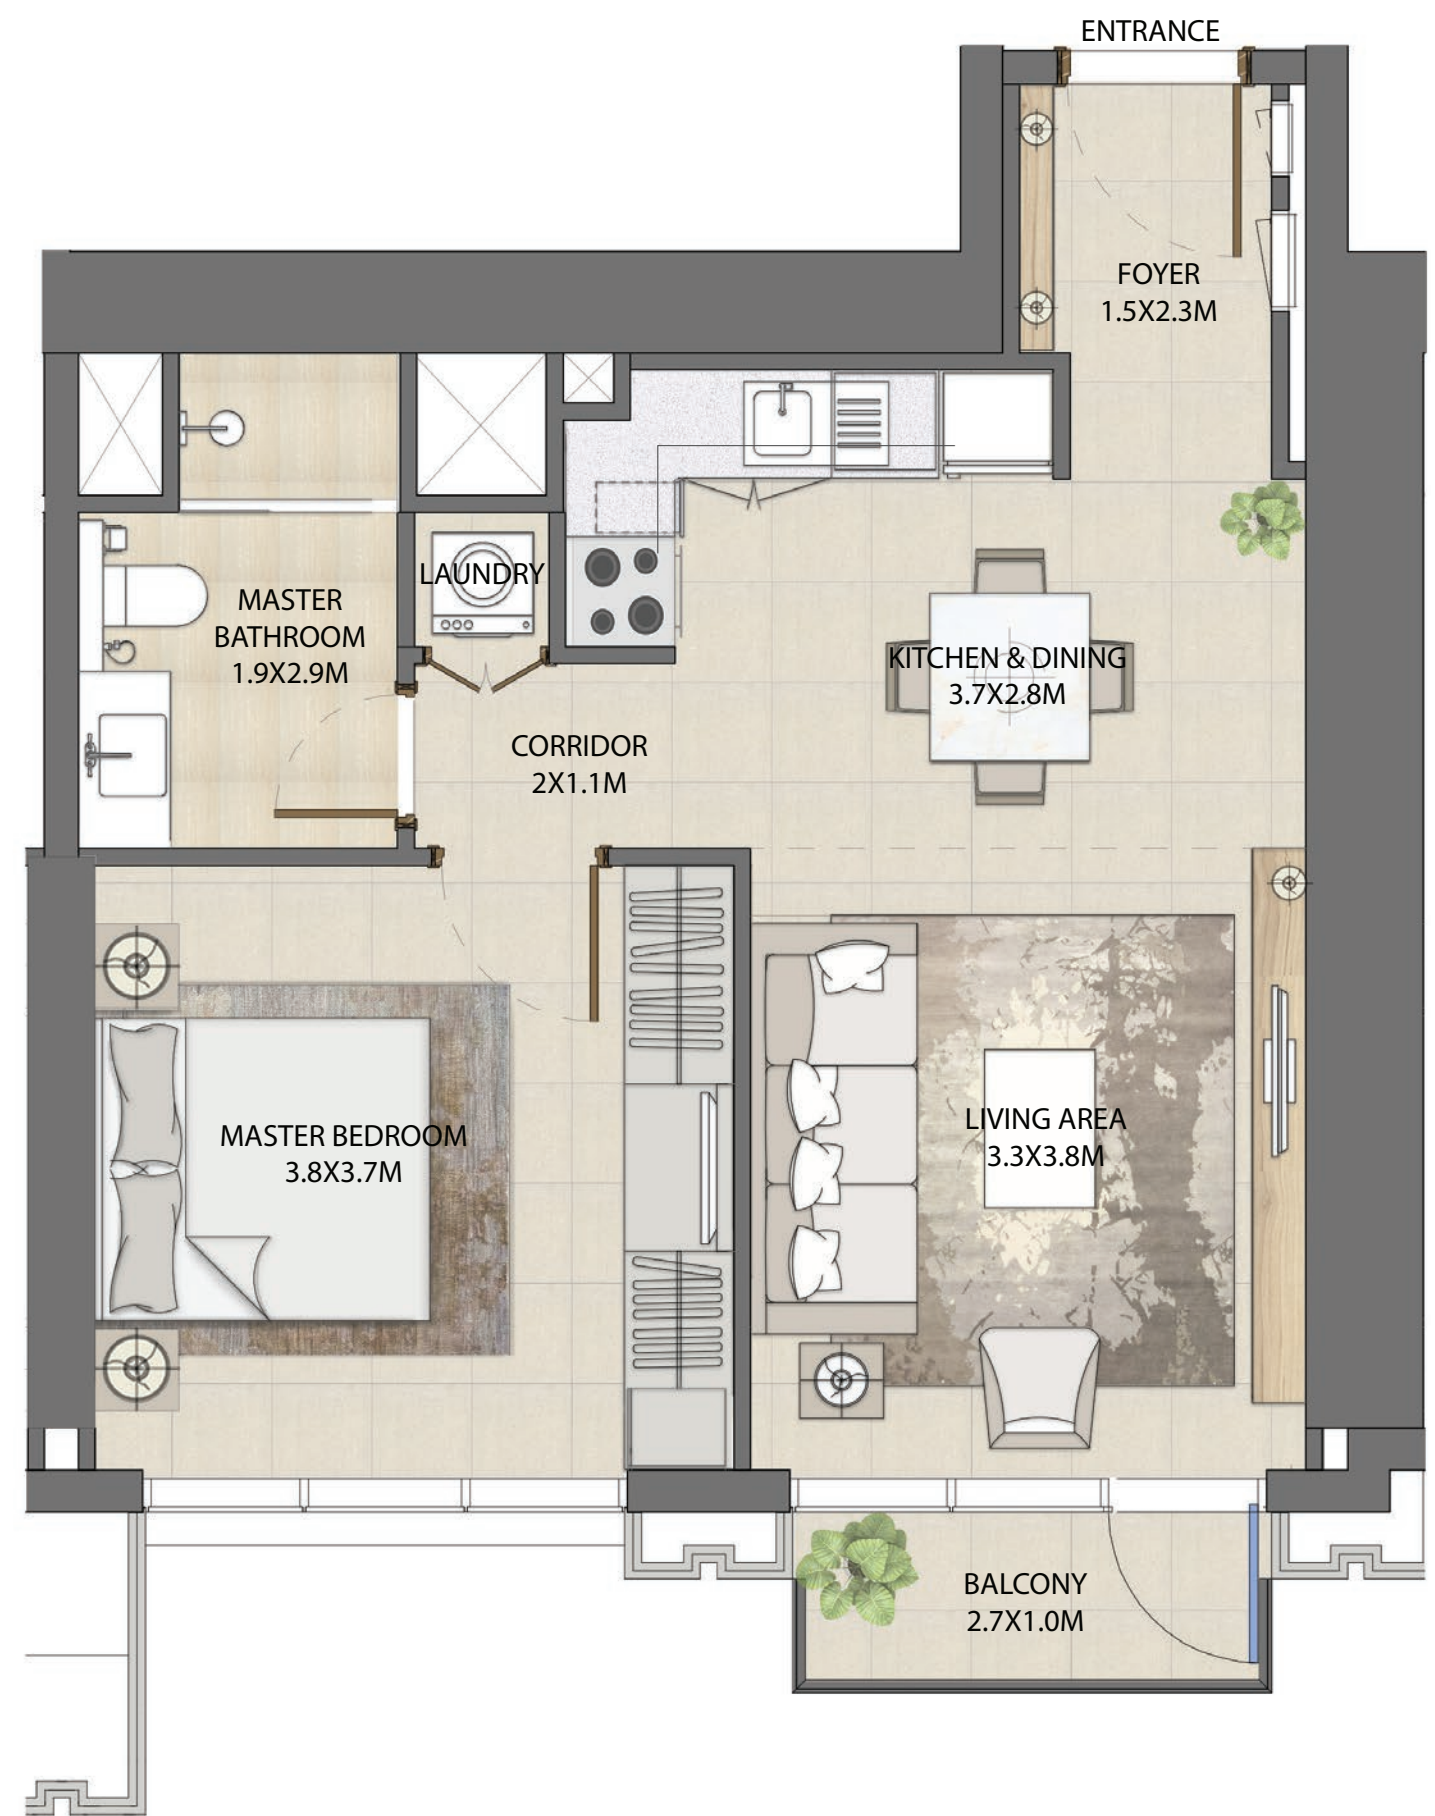 ENTRANCE
FOYER
1.5X2.3M
LAUNDRY
MASTER
BATHROOM
1.9X2.9M
KITCHEN & DINING
3.7X2.8M
CORRIDOR
2X1.1M
MASTER BEDROOM
3.8X3.7M
LIVING AREA
3.3X3.8M
BALCONY
2.7X1.0M